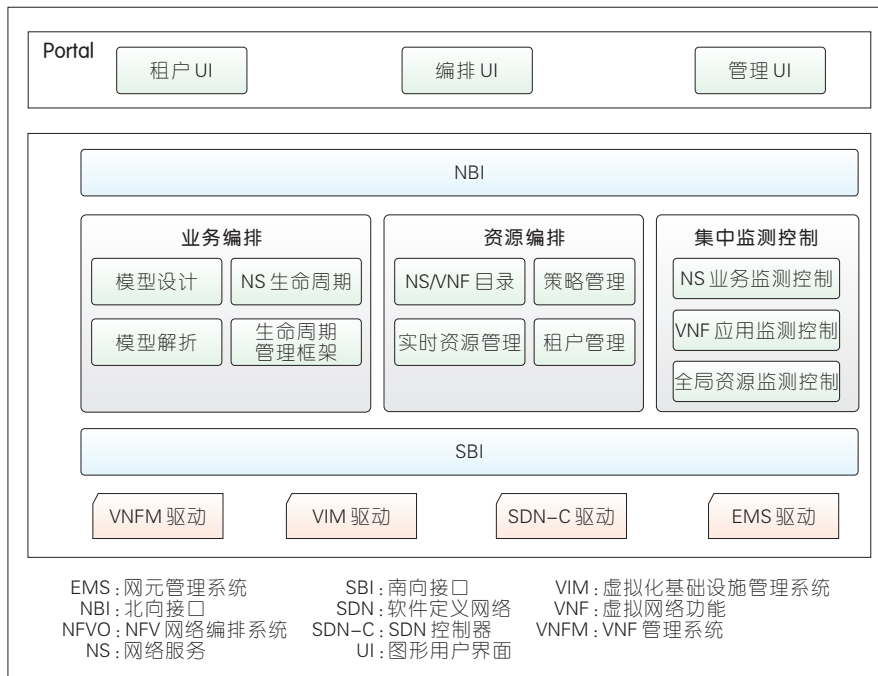 Portal
租户 UI
编排 UI
管理 UI
NBI
业务编排
模型设计
NS 生命周期
模型解折
生命周期
管理框架
资源编排
NS/VNF 目录
策略管理
实时资源管理
租户管理
集中监测控制
NS 业务监测控制
VNF 应用监测控制
全局资源监测控制
SBI
VNFM 驱动
VIM 驱动
SDN-C 驱动
EMS 驱动
EMS:网元管理系统
NBI:北向接口
NFVO:NFV 网络编排系统
NS:网络服务
SBI:南向接口
SDN:软件定义网络
SDN-C:SDN 控制器
UI:图形用户界面
VIM:虚拟化基础设施管理系统
VNF:虚拟网络功能
VNFM:VNF 管理系统